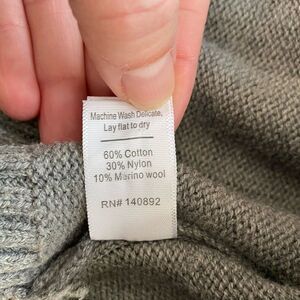 Machine Wash Delicate,
Lay flat to dry
60% Cotton
30% Nylon
10% Marino wool
RN# 140892